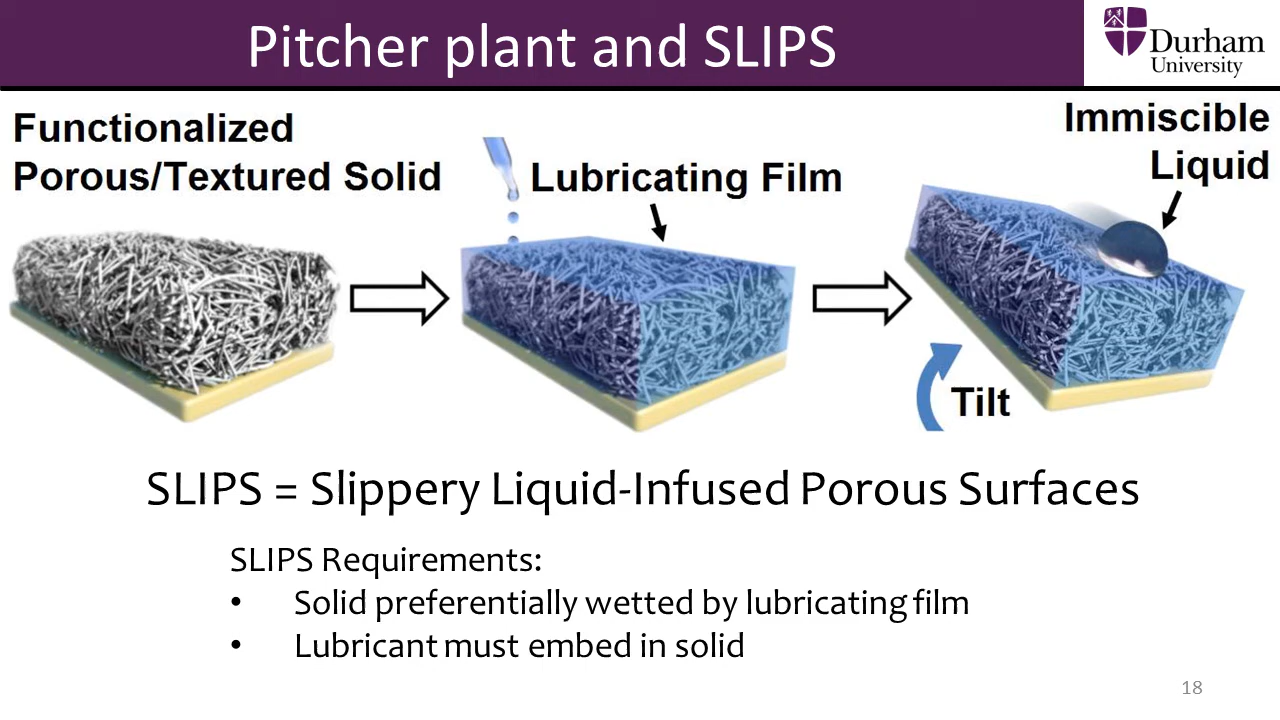 Pitcher plant and SLIPS
Durham
University
Functionalized
Porous/Textured Solid
Lubricating Film
Immiscible
Liquid
Tilt
SLIPS = Slippery Liquid-Infused Porous Surfaces
SLIPS Requirements:
• Solid preferentially wetted by lubricating film
• Lubricant must embed in solid
18